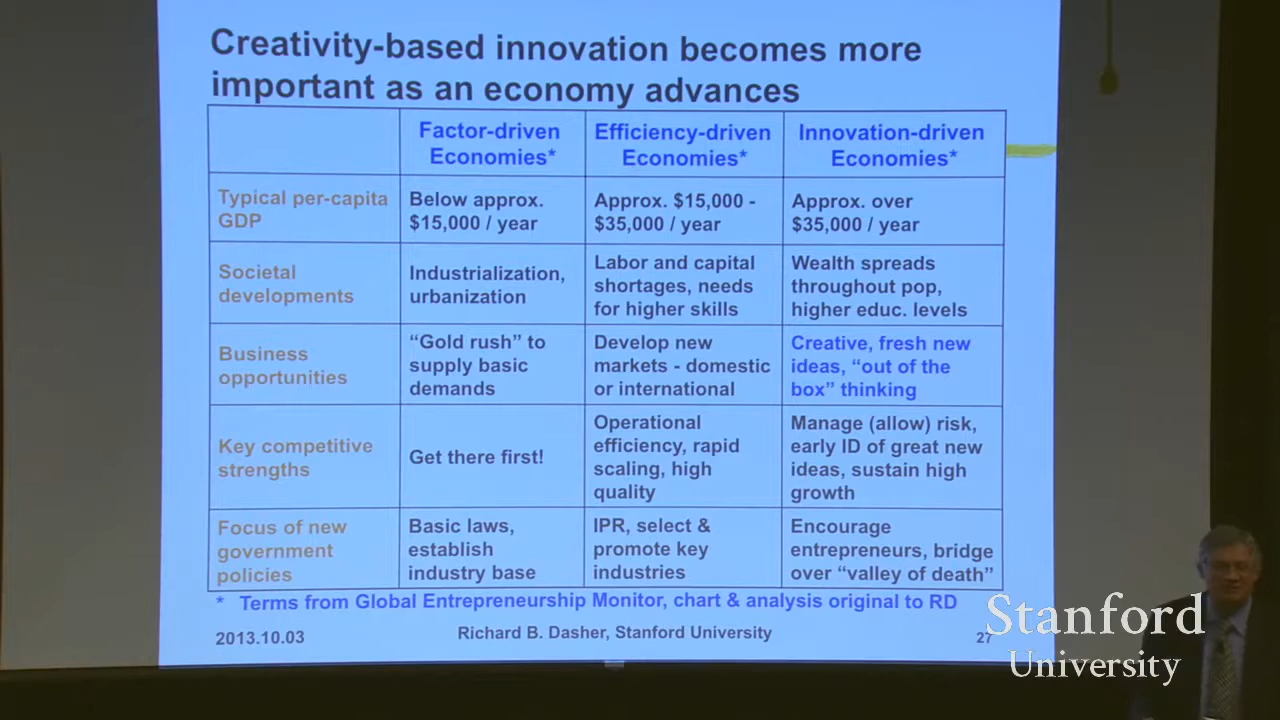 Creativity-based innovation becomes more
important as an economy advances
Factor-driven
Economies*
Efficiency-driven
Economies*
Innovation-driven
Economies*
Typical per-capita
GDP
Below approx.
$15,000 / year
Approx. $15,000 -
$35,000 / year
Approx. over
$35,000 / year
Societal
developments
Industrialization,
urbanization
Labor and capital
shortages, needs
for higher skills
Wealth spreads
throughout pop,
higher educ. levels
Business
opportunities
“Gold rush” to
supply basic
demands
Develop new
markets - domestic
or international
Creative, fresh new
ideas, “out of the
box” thinking
Key competitive
strengths
Get there first!
Operational
efficiency, rapid
scaling, high
quality
Manage (allow) risk,
early ID of great new
ideas, sustain high
growth
Focus of new
government
policies
Basic laws,
establish
industry base
IPR, select &
promote key
industries
Encourage
entrepreneurs, bridge
over “valley of death”
* Terms from Global Entrepreneurship Monitor, chart & analysis original to RD
2013.10.03
Richard B. Dasher, Stanford University
27
Stanford
University